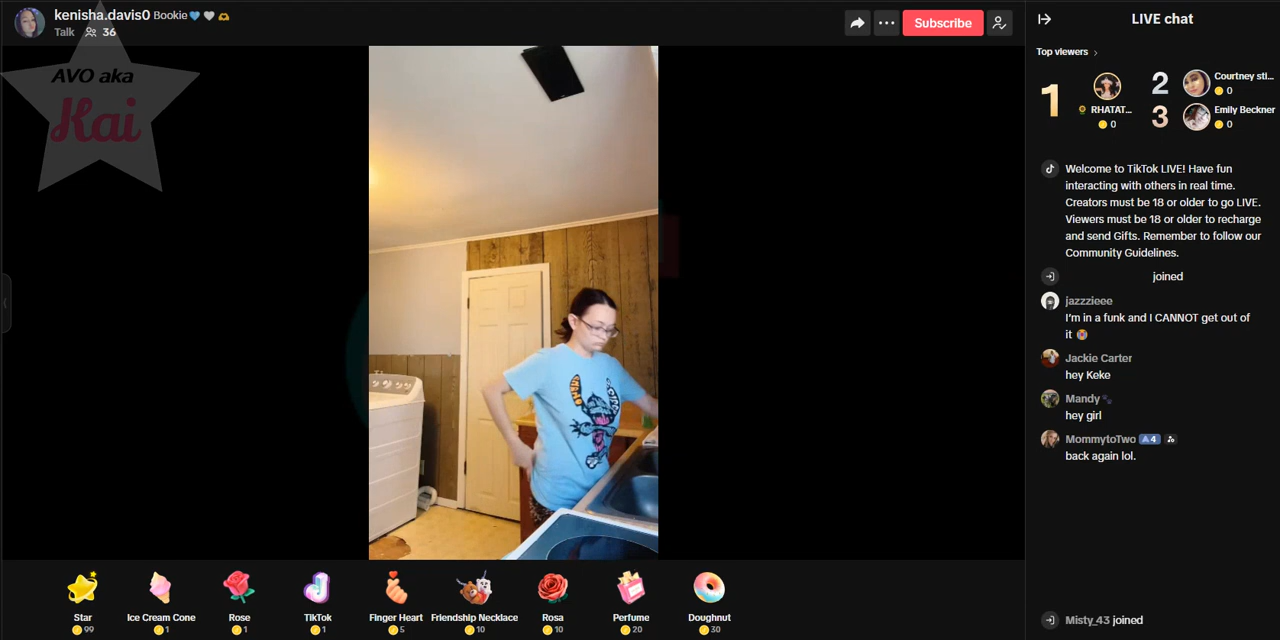 kenisha.davis0 Bookie
Talk 36
Subscribe
AVO aka
Kai
LIVE chat
Top viewers
1
RHATAT...
0
2
Courtney sti...
0
3
Emily Beckner
0
Welcome to TikTok LIVE! Have fun
interacting with others in real time.
Creators must be 18 or older to go LIVE.
Viewers must be 18 or older to recharge
and send Gifts. Remember to follow our
Community Guidelines.
joined
jazzzieee
I'm in a funk and I CANNOT get out of
it
Jackie Carter
hey Keke
Mandy
hey girl
MommytoTwo 4
back again lol.
Misty_43 joined
Star
99
Ice Cream Cone
1
Rose
1
TikTok
1
Finger Heart
5
Friendship Necklace
10
Rosa
10
Perfume
20
Doughnut
30